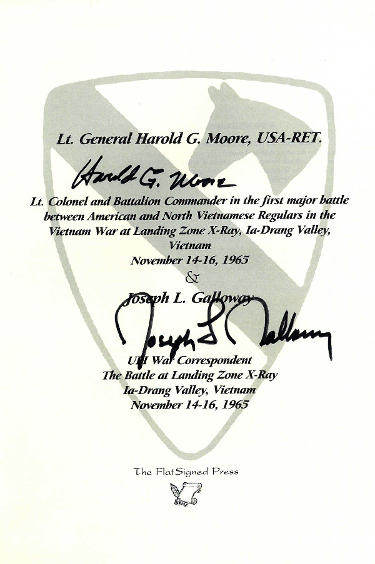 Lt. General Harold G. Moore, USA-RET.
Harold G. Moore
Lt. Colonel and Battalion Commander in the first major battle
between American and North Vietnamese Regulars in the
Vietnam War at Landing Zone X-Ray, Ia-Drang Valley,
Vietnam
November 14-16, 1965
&
Joseph L. Galloway
Joseph L Galloway
UPI War Correspondent
The Battle at Landing Zone X-Ray
Ia-Drang Valley, Vietnam
November 14-16, 1965
The FlatSigned Press